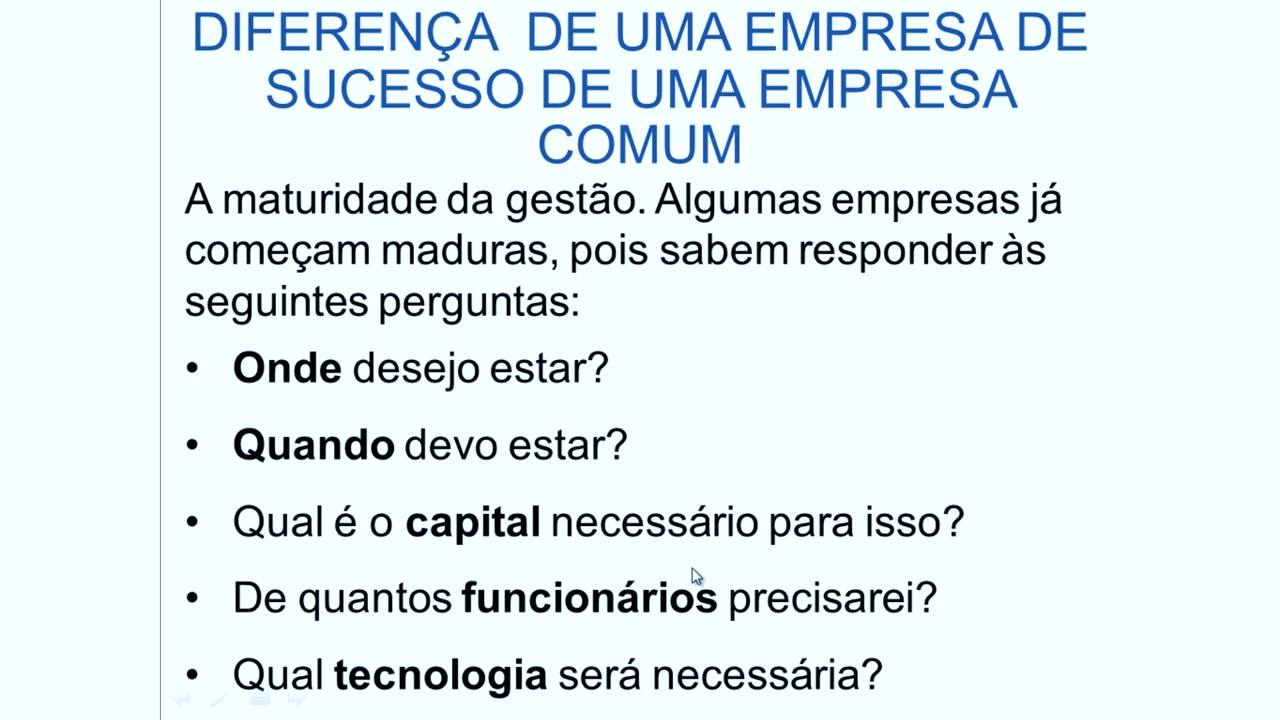 DIFERENÇA DE UMA EMPRESA DE
SUCESSO DE UMA EMPRESA
COMUM
A maturidade da gestão. Algumas empresas já
começam maduras, pois sabem responder às
seguintes perguntas:
• Onde desejo estar?
• Quando devo estar?
• Qual é o capital necessário para isso?
• De quantos funcionários precisarei?
• Qual tecnologia será necessária?